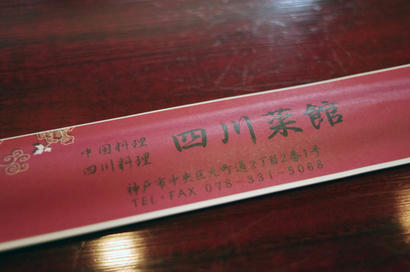 中国料理
四川料理
四川菜館
神戸市中央区元町通2丁目2番1号
TEL・FAX 078-331-5068